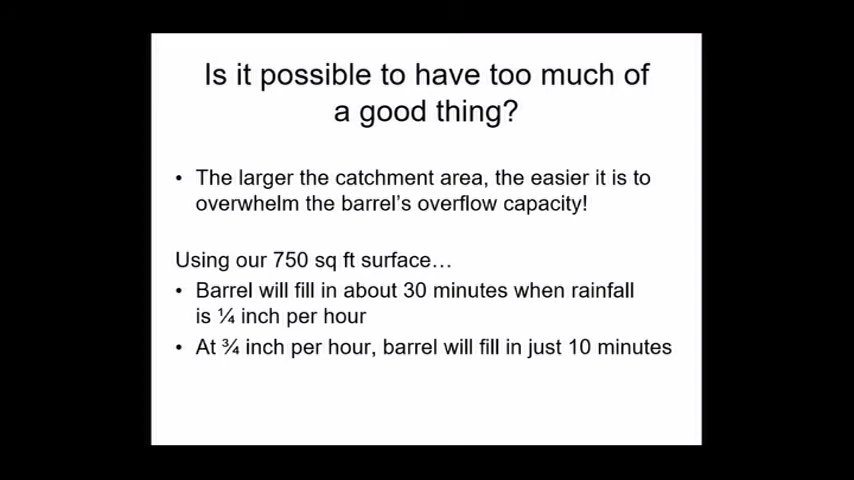 Is it possible to have too much of
a good thing?
• The larger the catchment area, the easier it is to
overwhelm the barrel's overflow capacity!
Using our 750 sq ft surface…
• Barrel will fill in about 30 minutes when rainfall
is ¼ inch per hour
• At ¾ inch per hour, barrel will fill in just 10 minutes